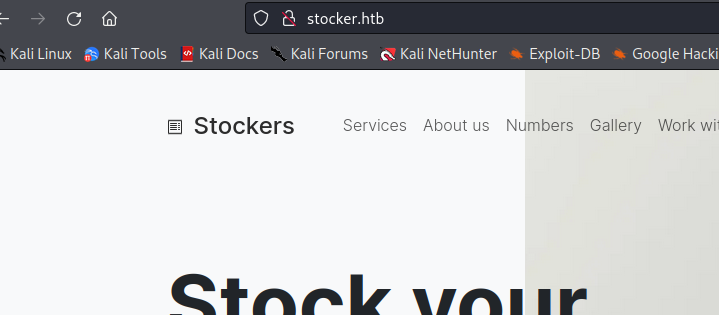 stocker.htb
Kali Linux Kali Tools Kali Docs Kali Forums Kali NetHunter Exploit-DB Google Hacki
Stockers Services About us Numbers Gallery Work wit
Stock your